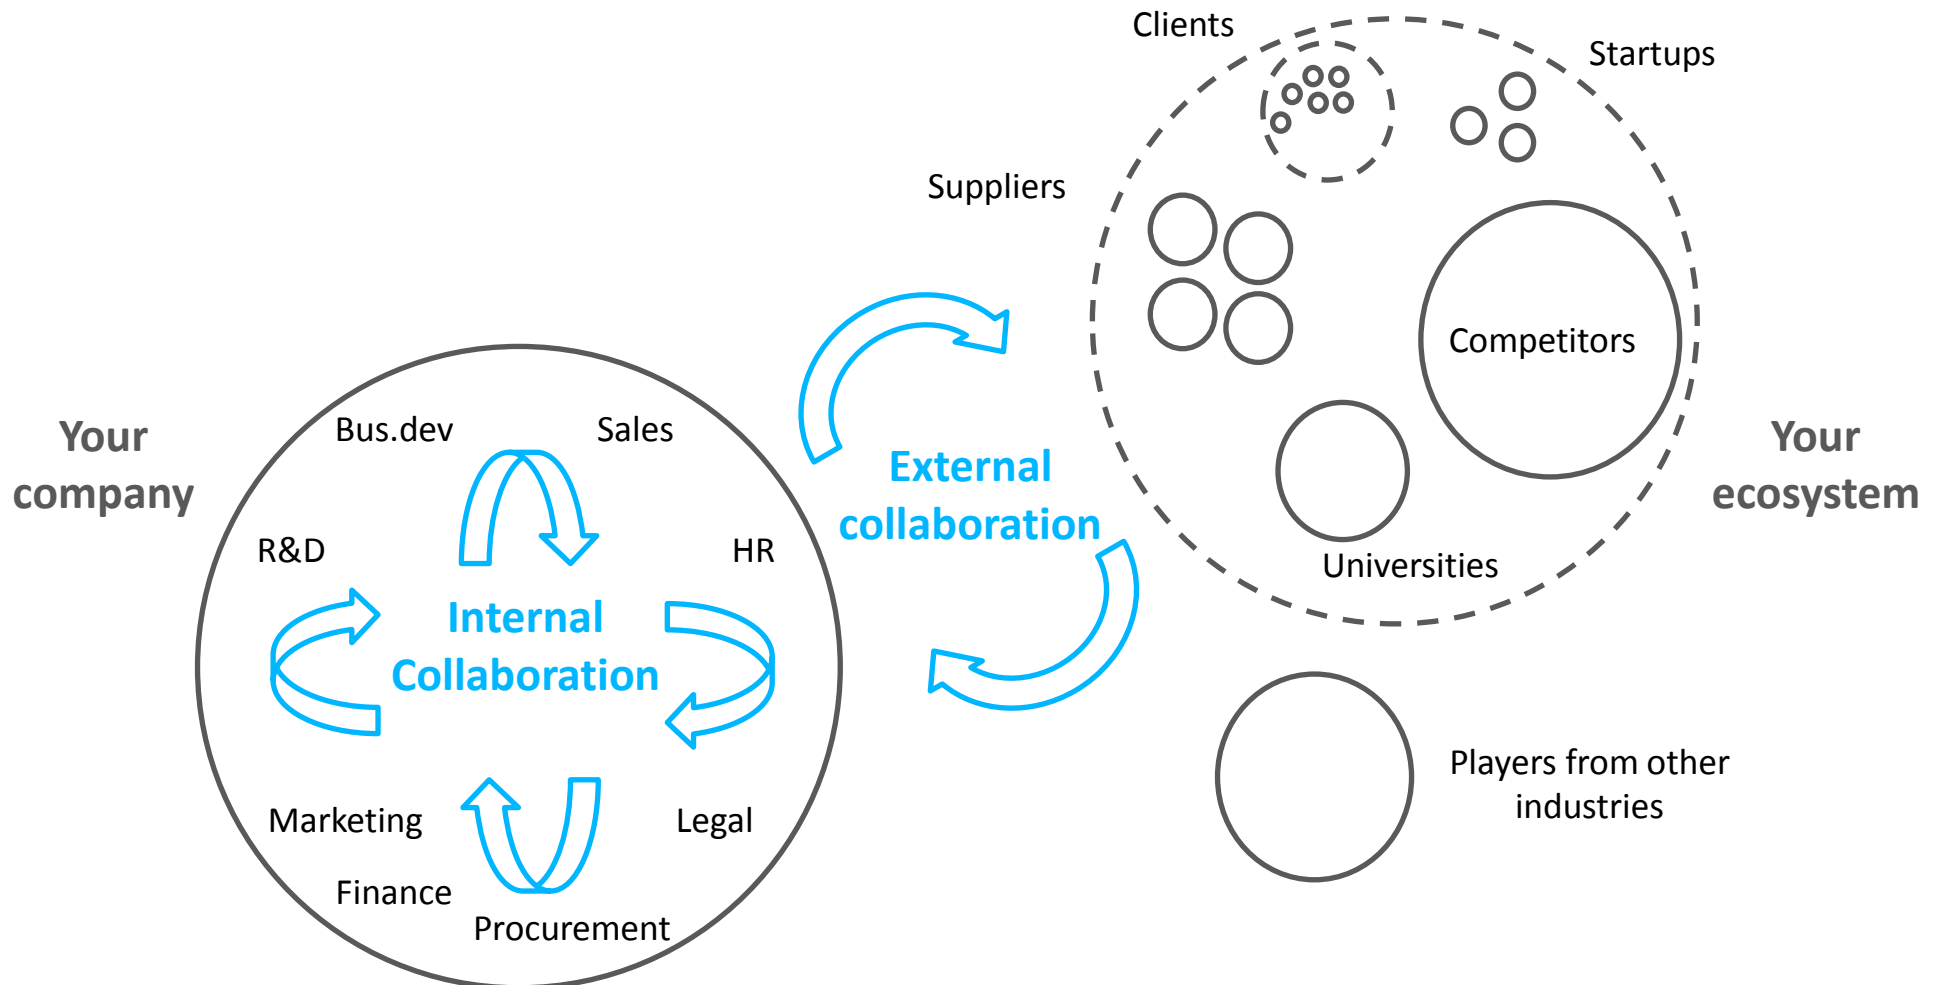 Clients
Startups
Suppliers
Competitors
Your
company
Bus.dev
Sales
External
collaboration
Your
ecosystem
R&D
HR
Universities
Internal
Collaboration
Players from other
industries
Marketing
Legal
Finance
Procurement